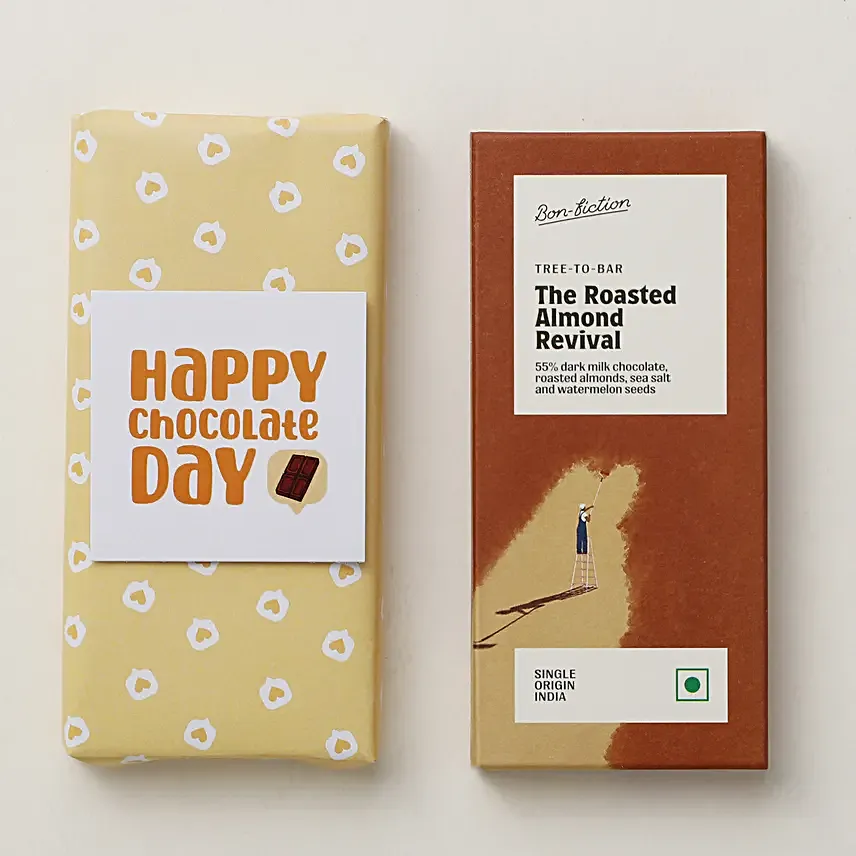 HaPPY
CHOCOLate
Day
Bon-fiction
TREE-TO-BAR
The Roasted
Almond
Revival
55% dark milk chocolate,
roasted almonds, sea salt
and watermelon seeds
SINGLE
ORIGIN
INDIA